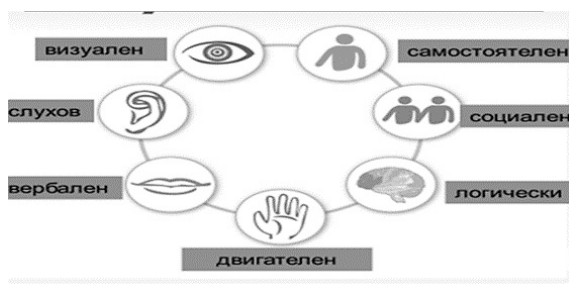 визуален
самостоятелен
слухов
социален
вербален
логически
двигателен